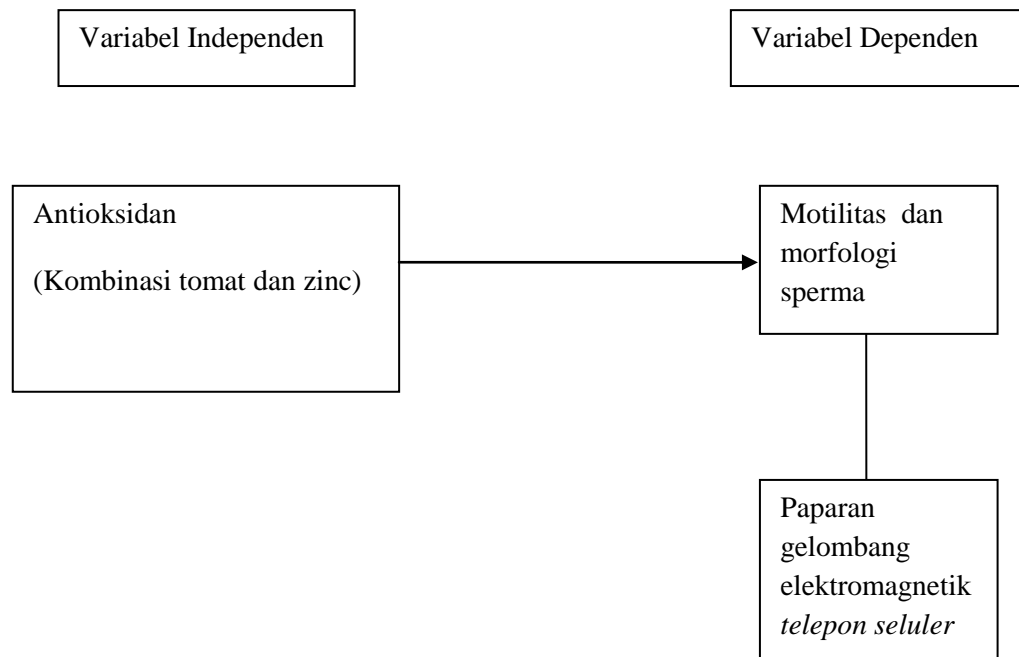 Variabel Independen
Variabel Dependen
Antioksidan
(Kombinasi tomat dan zinc)
Motilitas dan
morfologi
sperma
Paparan
gelombang
elektromagnetik
telepon seluler